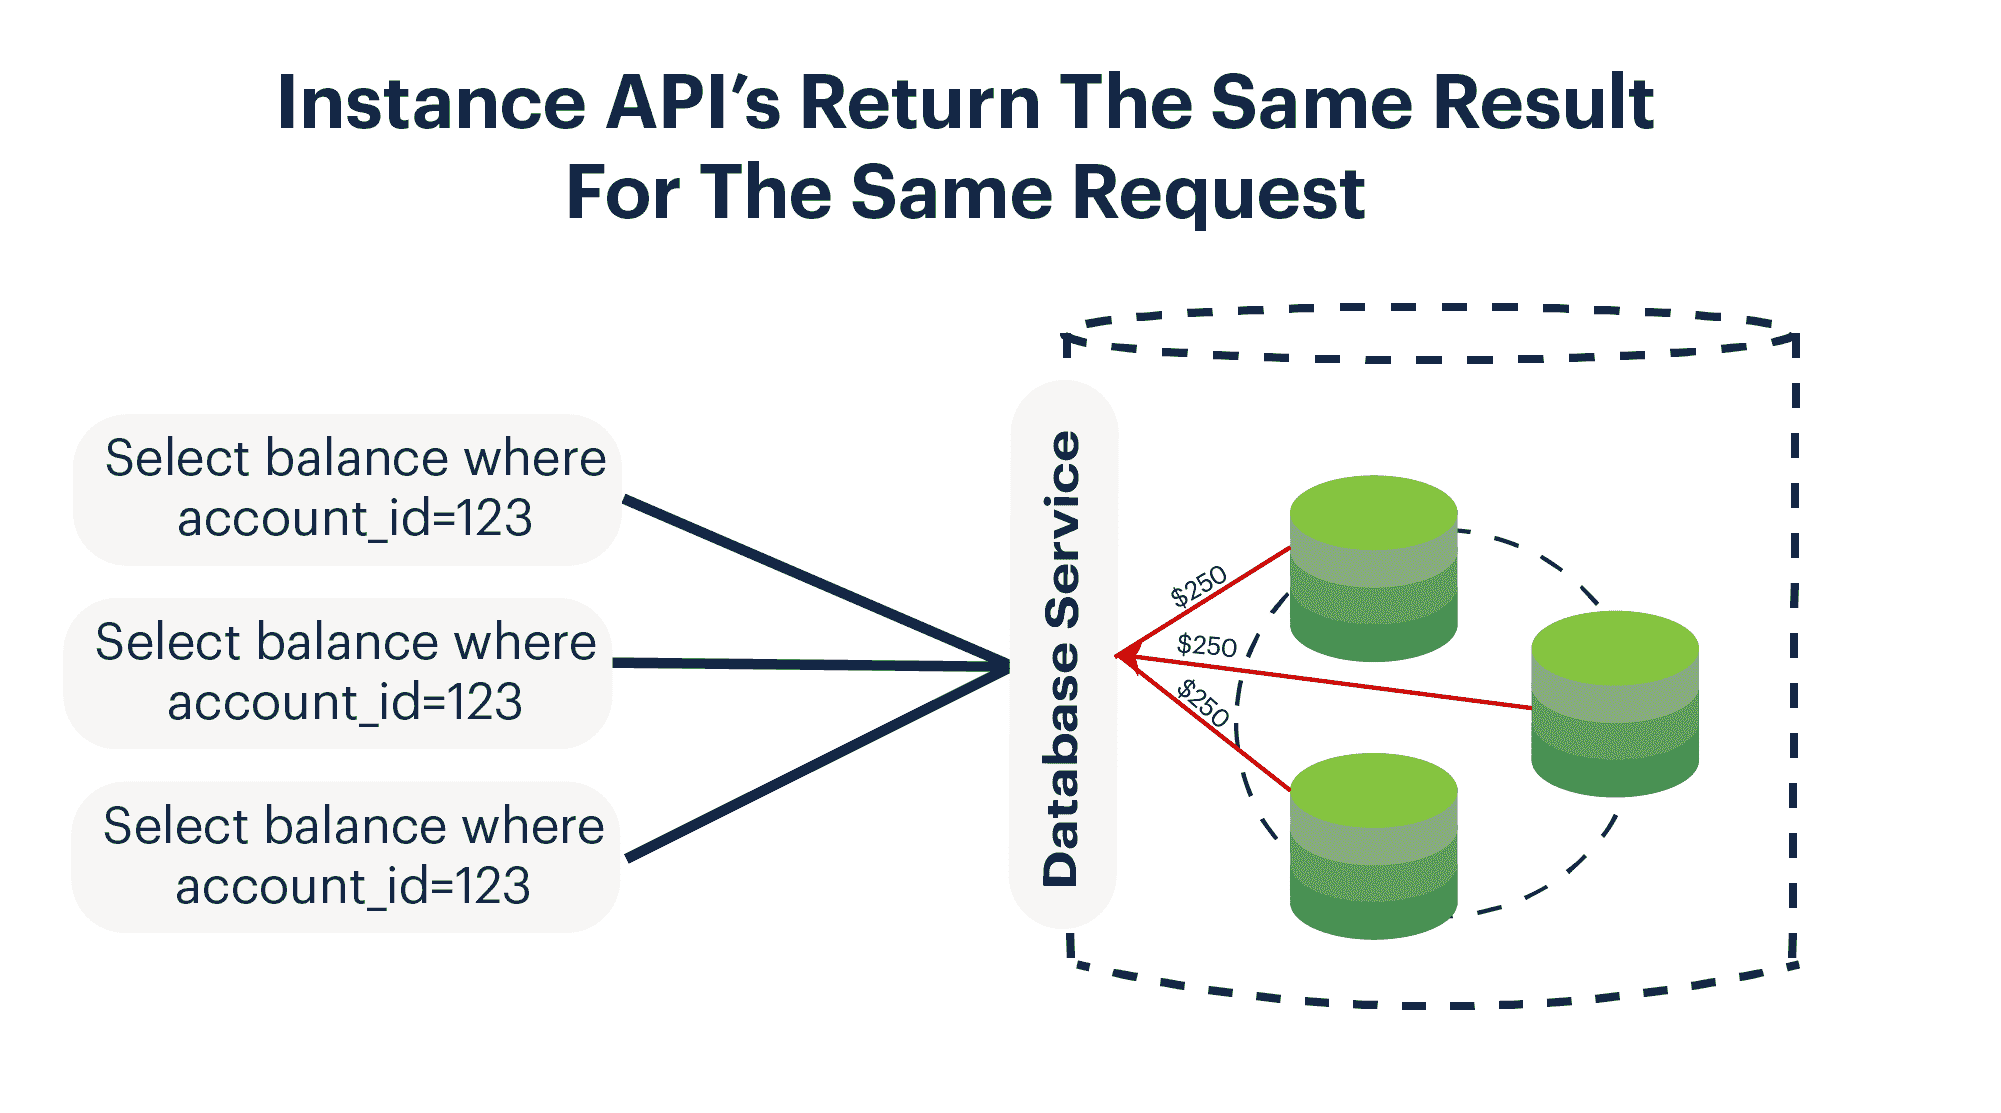 Instance API’s Return The Same Result
For The Same Request
Select balance where
account_id=123
Select balance where
account_id=123
Select balance where
account_id=123
Database Service
$250
$250
$250